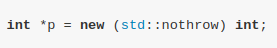 int *p = new (std::nothrow) int;